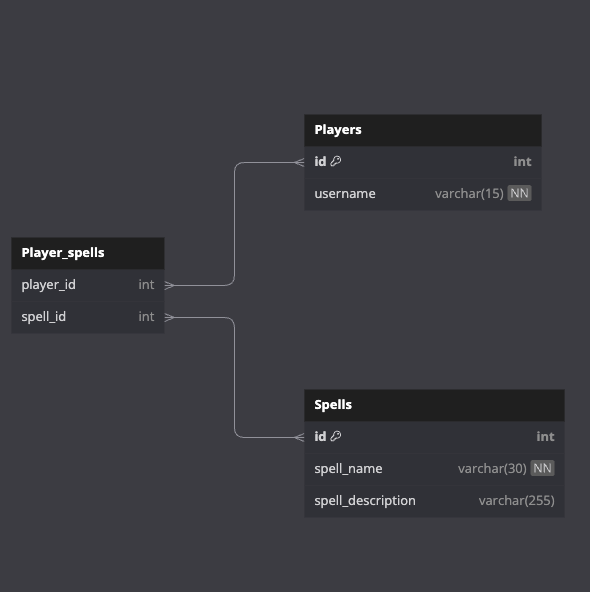 Players
id int
username varchar(15) NN
Player_spells
player_id int
spell_id int
Spells
id int
spell_name varchar(30) NN
spell_description varchar(255)